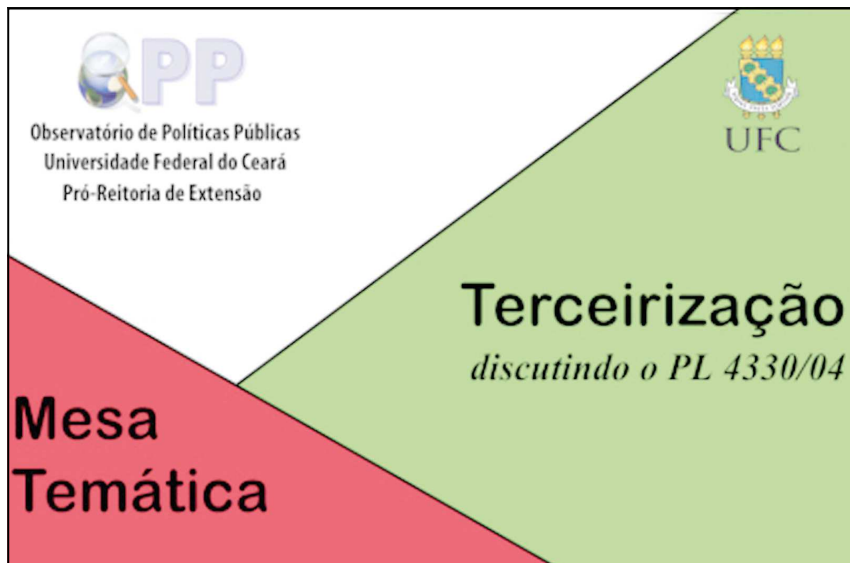 OPP
Observatório de Políticas Públicas
Universidade Federal do Ceará
Pró-Reitoria de Extensão
UFC
Terceirização
discutindo o PL 4330/04
Mesa
Temática